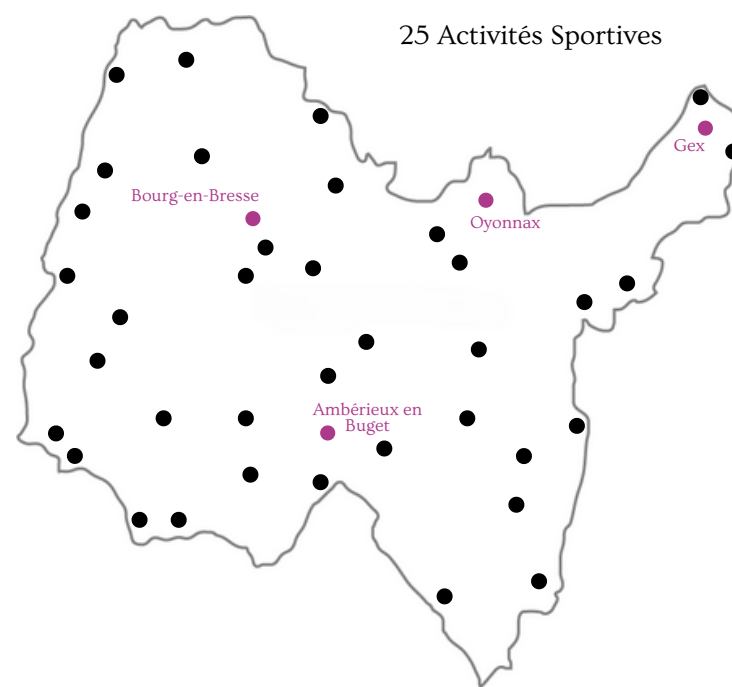 25 Activités Sportives
Gex
Bourg-en-Bresse
Oyonnax
Ambérieux en
Buget